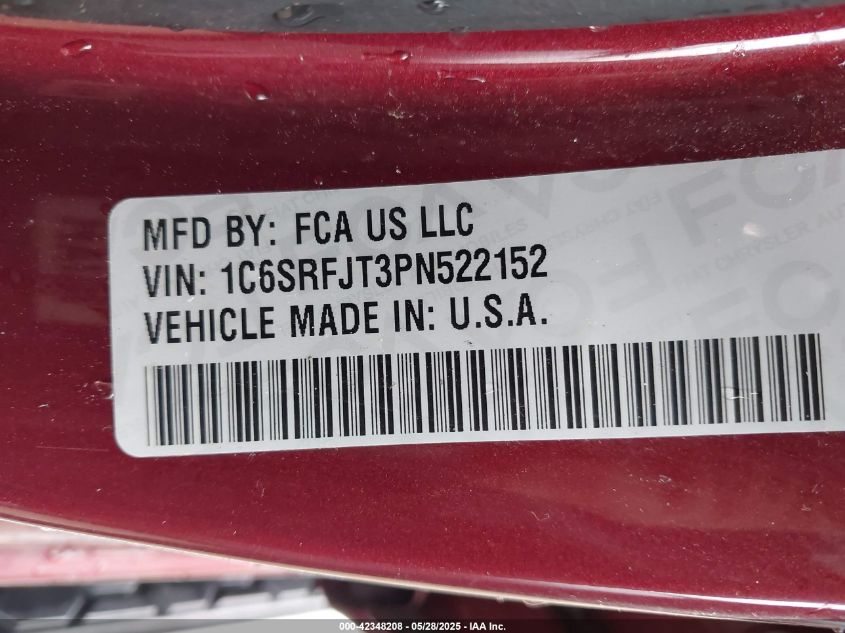 MFD BY: FCA US LLC
VIN: 1C6SRFJT3PN522152
VEHICLE MADE IN: U.S.A.
000-42348208 - 05/28/2025 - IAA Inc.